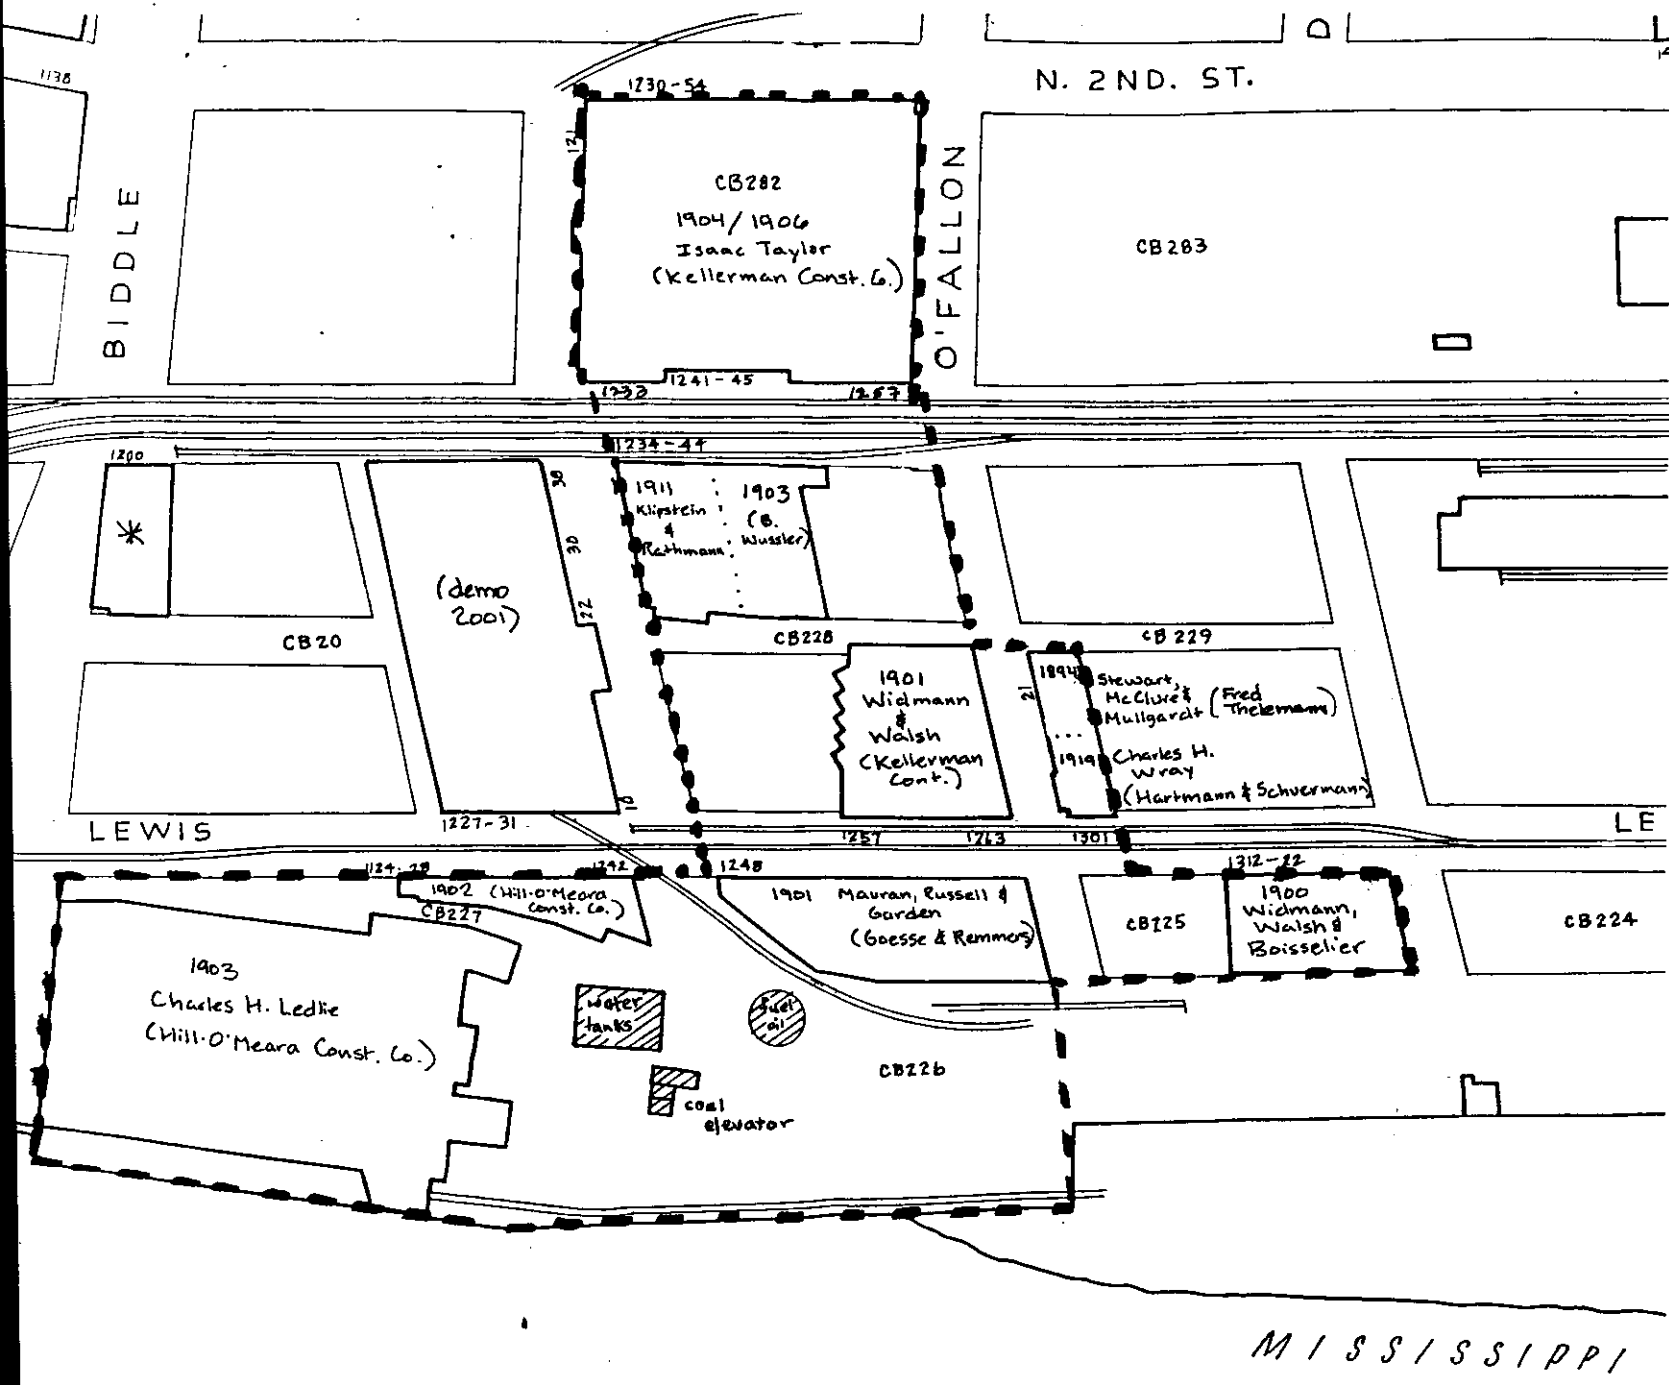 D
N. 2ND. ST.
1138
1230-54
121
BIDDLE
O'FALLON
CB282
1904/1906
Isaac Taylor
(Kellerman Const. Co.)
CB283
1241-45
1233
1257
1234-44
1200
38
30
22
10
1911
Klipstein
&
Rathmann
1903
(B.
Wussler)
(demo
2001)
CB20
CB228
CB229
1901
Widmann
&
Walsh
(Kellerman
Cont.)
21
1894
Stewart,
McClure &
Mullgardt
(Fred
Thelemann)
1919
Charles H.
Wray
(Hartmann & Schuermann)
LEWIS
LE
1227-31
1257
1263
1301
1124-28
1242
1248
1312-22
1902 (Hill-O'Meara
Const. Co.)
CB227
1901 Mauran, Russell &
Garden
(Goesse & Remmers)
CB225
1900
Widmann,
Walsh &
Boisselier
CB224
1903
Charles H. Ledlie
(Hill-O'Meara Const. Co.)
water
tanks
fuel
oil
CB226
coal
elevator
MISSISSIPPI